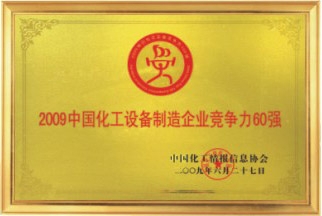 2009中国化工设备制造企业竞争力60强
中国化工情报信息协会
二〇〇九年六月二十七日